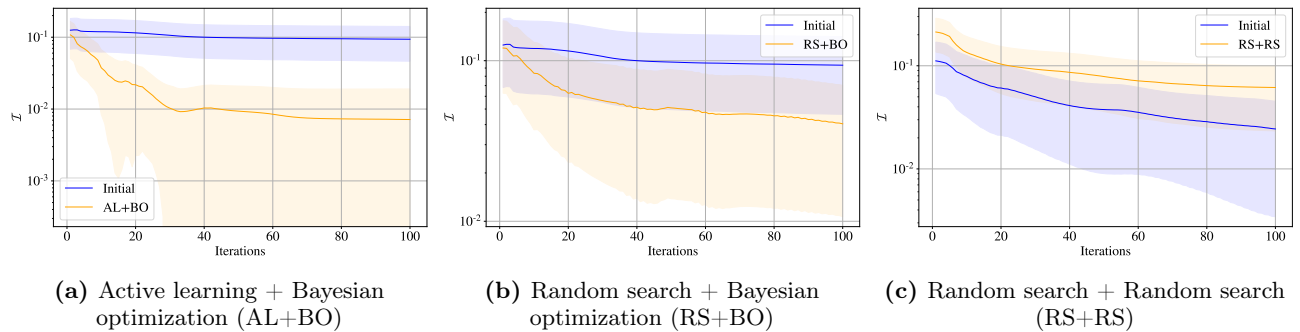 10⁻¹
10⁻²
10⁻³
ℐ
Initial
AL+BO
0 20 40 60 80 100
Iterations
(a) Active learning + Bayesian
optimization (AL+BO)
10⁻¹
10⁻²
ℐ
Initial
RS+BO
0 20 40 60 80 100
Iterations
(b) Random search + Bayesian
optimization (RS+BO)
10⁻¹
10⁻²
ℐ
Initial
RS+RS
0 20 40 60 80 100
Iterations
(c) Random search + Random search
(RS+RS)